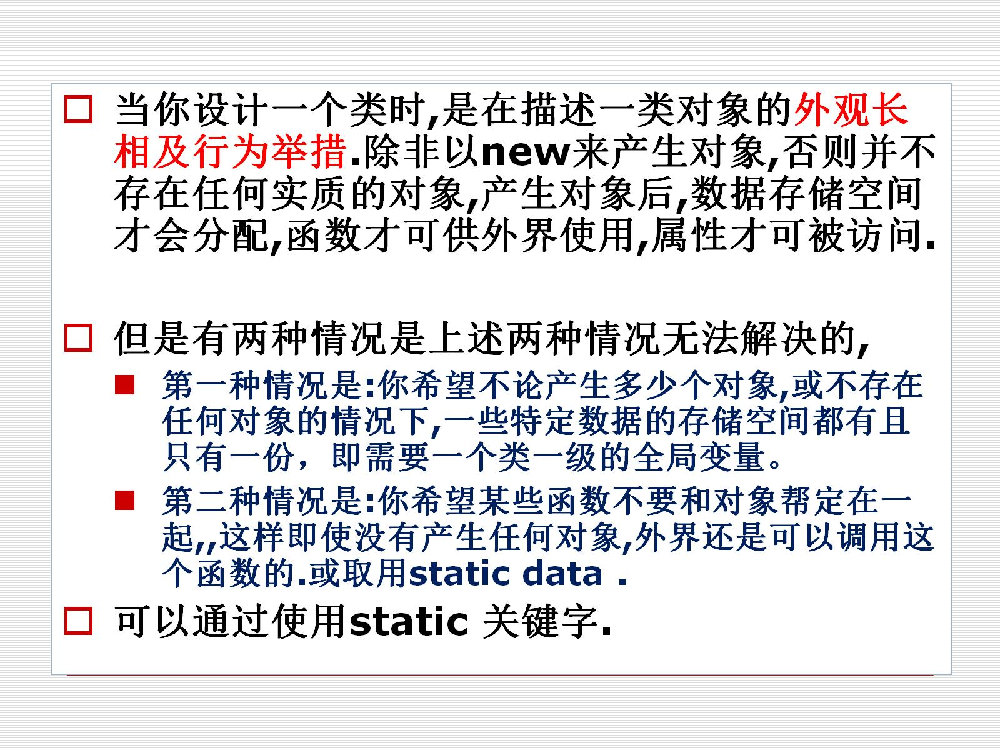 当你设计一个类时,是在描述一类对象的外观长
相及行为举措.除非以new来产生对象,否则并不
存在任何实质的对象,产生对象后,数据存储空间
才会分配,函数才可供外界使用,属性才可被访问.
但是有两种情况是上述两种情况无法解决的,
第一种情况是:你希望不论产生多少个对象,或不存在
任何对象的情况下,一些特定数据的存储空间都有且
只有一份，即需要一个类一级的全局变量。
第二种情况是:你希望某些函数不要和对象帮定在一
起,,这样即使没有产生任何对象,外界还是可以调用这
个函数的.或取用static data .
可以通过使用static 关键字.